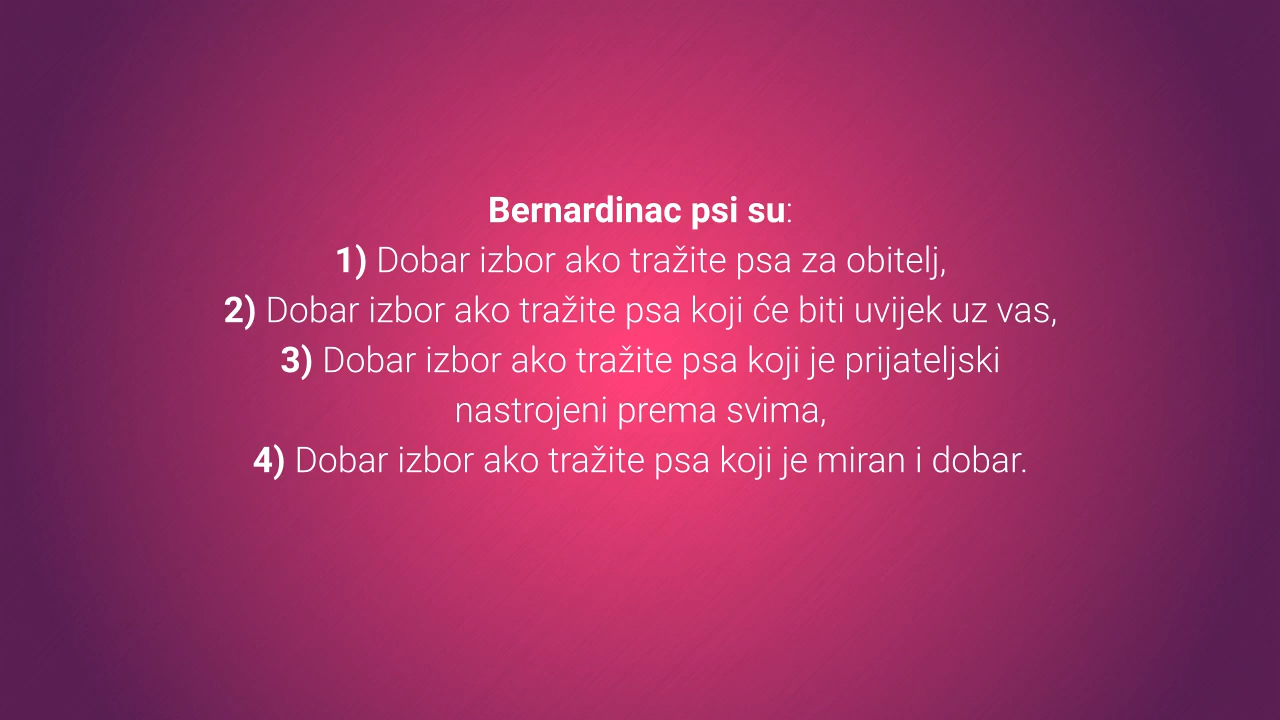 Bernardinac psi su:
1) Dobar izbor ako tražite psa za obitelj,
2) Dobar izbor ako tražite psa koji će biti uvijek uz vas,
3) Dobar izbor ako tražite psa koji je prijateljski
nastrojeni prema svima,
4) Dobar izbor ako tražite psa koji je miran i dobar.